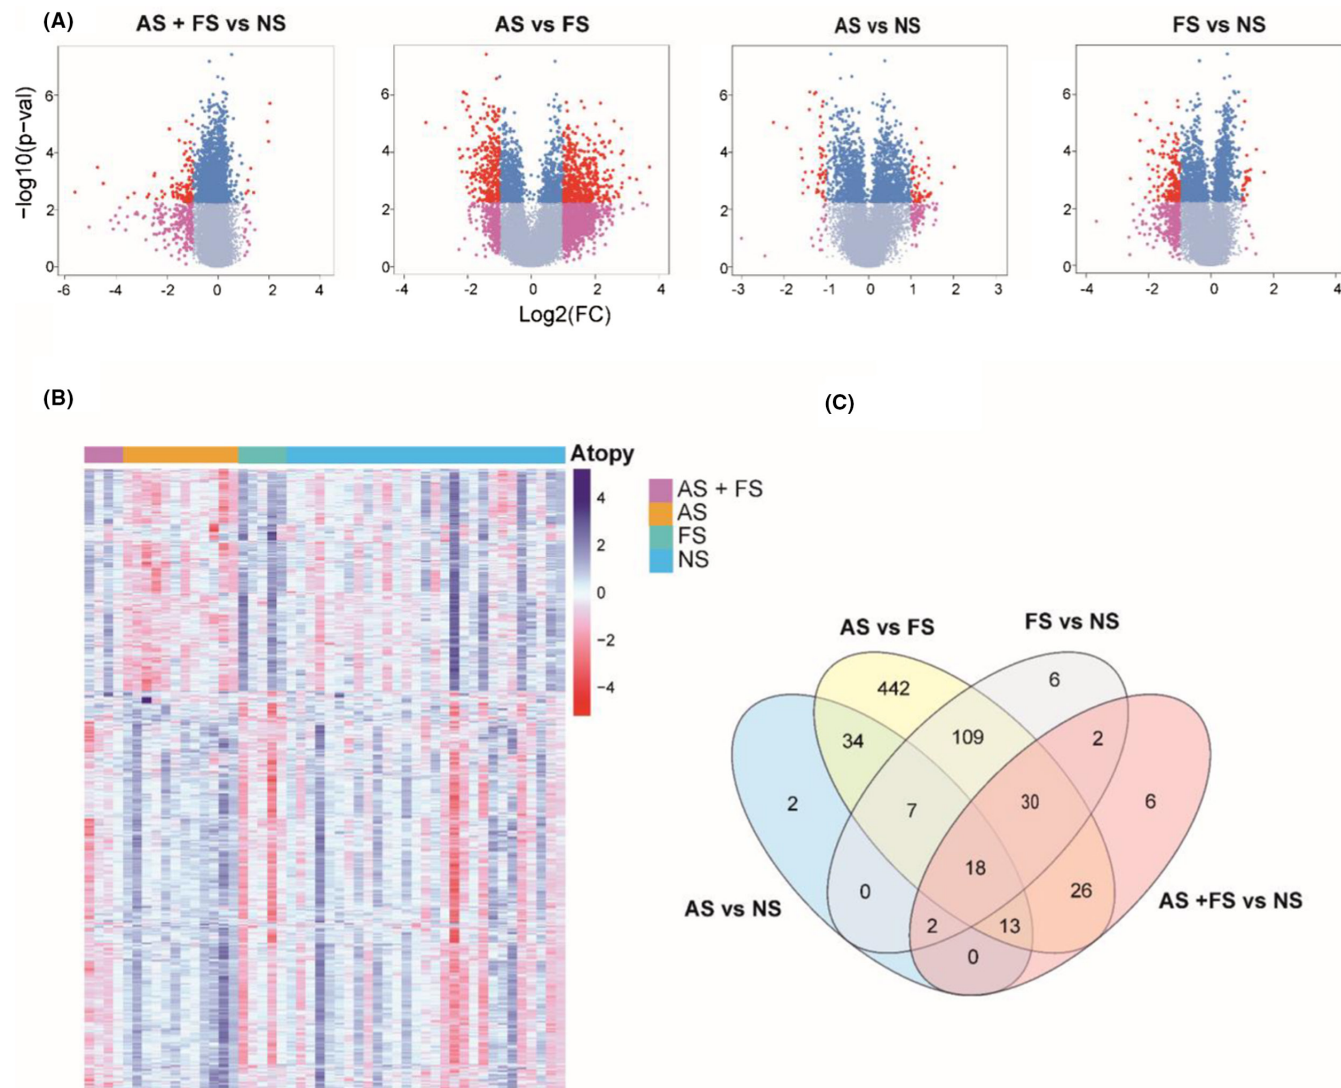 (A)
AS + FS vs NS
AS vs FS
AS vs NS
FS vs NS
−log10(p−val)
6
4
2
0
-6 -4 -2 0 2 4
6
4
2
0
-4 -2 0 2 4
6
4
2
0
-3 -2 -1 0 1 2 3
6
4
2
0
-4 -2 0 2 4
Log2(FC)
(B)
Atopy
4
2
0
−2
−4
AS + FS
AS
FS
NS
(C)
AS vs FS
FS vs NS
442
6
34
109
2
2
7
30
6
18
0
26
AS vs NS
AS +FS vs NS
2
13
0